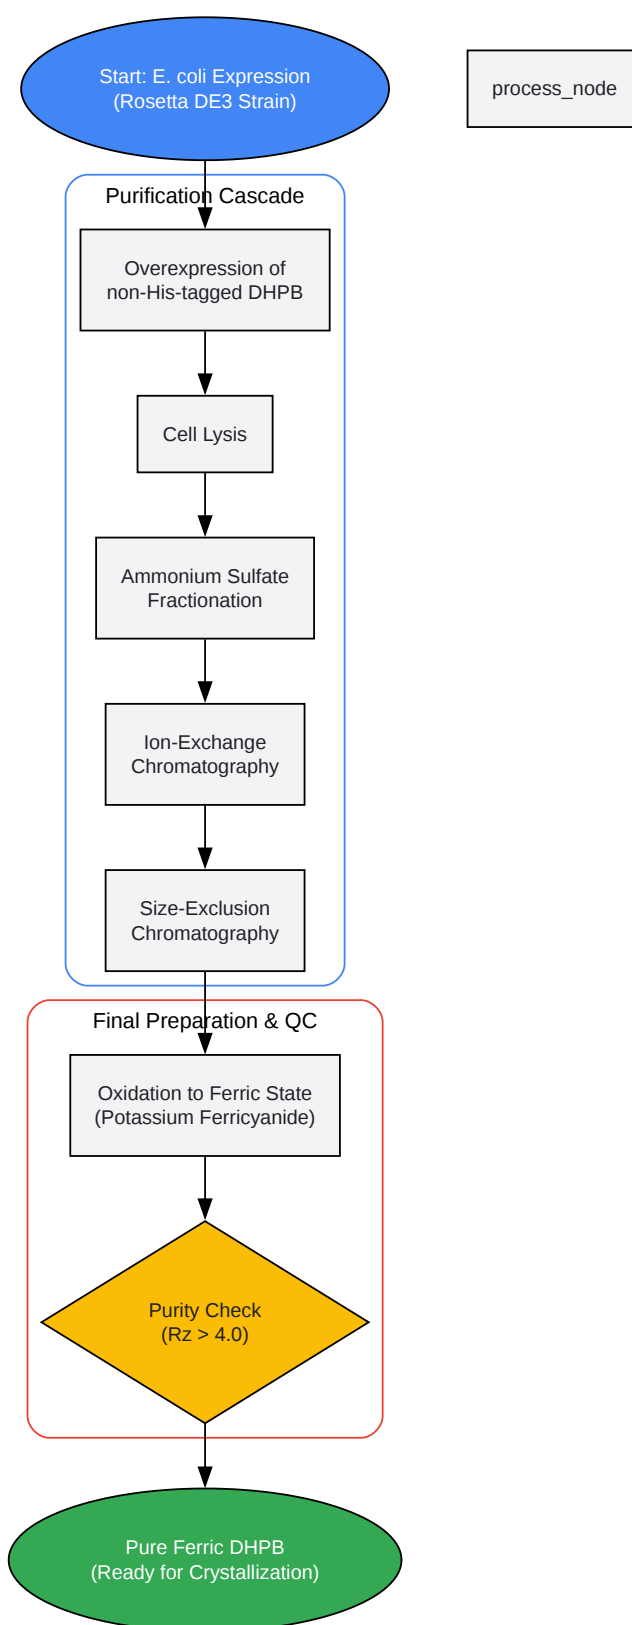 Start: E. coli Expression
(Rosetta DE3 Strain)
process_node
Purification Cascade
Overexpression of
non-His-tagged DHPB
Cell Lysis
Ammonium Sulfate
Fractionation
Ion-Exchange
Chromatography
Size-Exclusion
Chromatography
Final Preparation & QC
Oxidation to Ferric State
(Potassium Ferricyanide)
Purity Check
(Rz > 4.0)
Pure Ferric DHPB
(Ready for Crystallization)